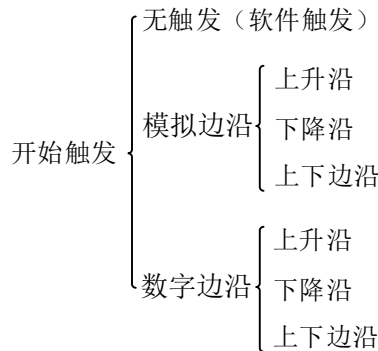 无触发（软件触发）
上升沿
模拟边沿
下降沿
上下边沿
开始触发
上升沿
数字边沿
下降沿
上下边沿